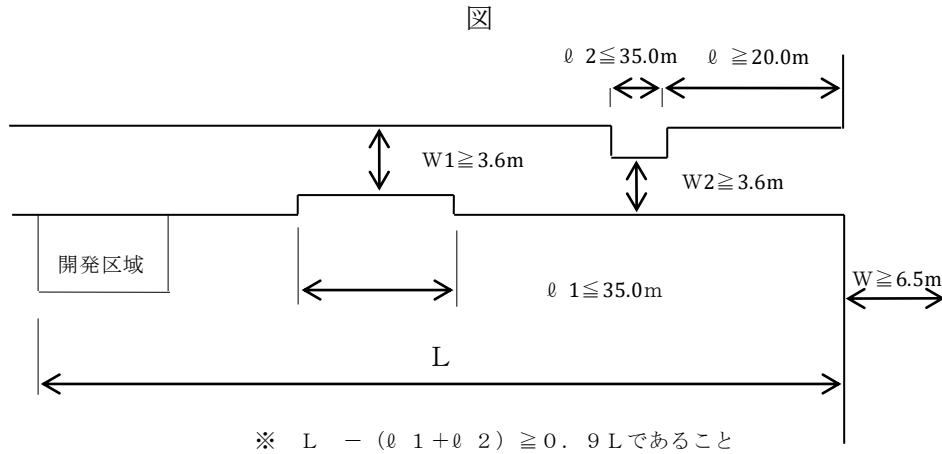 図
ℓ 2≦35.0m ℓ ≧20.0m
W1≧3.6m
W2≧3.6m
開発区域
ℓ 1≦35.0m
W≧6.5m
L
※ L － (ℓ 1＋ℓ 2) ≧0．9Lであること